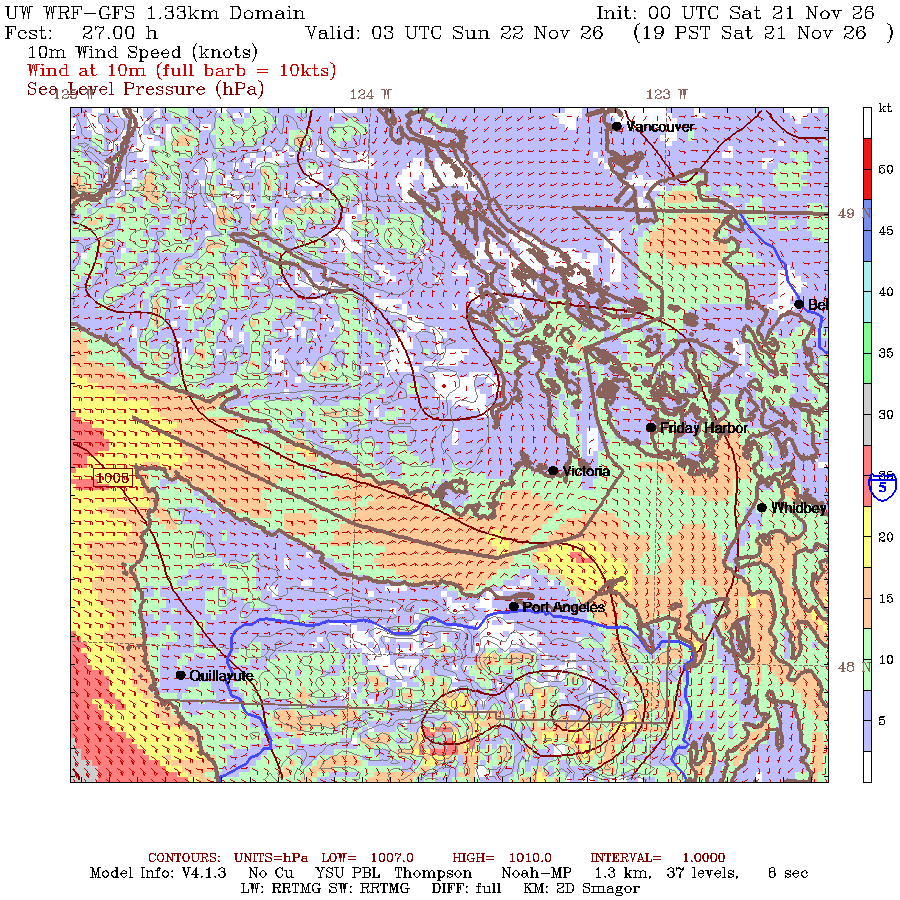 UW WRF-GFS 1.33km Domain Init: 00 UTC Sat 21 Nov 26
Fcst: 27.00 h Valid: 03 UTC Sun 22 Nov 26 (19 PST Sat 21 Nov 26 )
10m Wind Speed (knots)
Wind at 10m (full barb = 10kts)
Sea Level Pressure (hPa)
125 W 124 W 123 W
kt
Vancouver
60
49 N
45
40
Bel
35
30
Friday Harbor
Victoria
25
1008
5
Whidbey
20
15
Port Angeles
10
48 N
Quillayute
5
CONTOURS: UNITS=hPa LOW= 1007.0 HIGH= 1010.0 INTERVAL= 1.0000
Model Info: V4.1.3 No Cu YSU PBL Thompson Noah-MP 1.3 km, 37 levels, 8 sec
LW: RRTMG SW: RRTMG DIFF: full KM: 2D Smagor